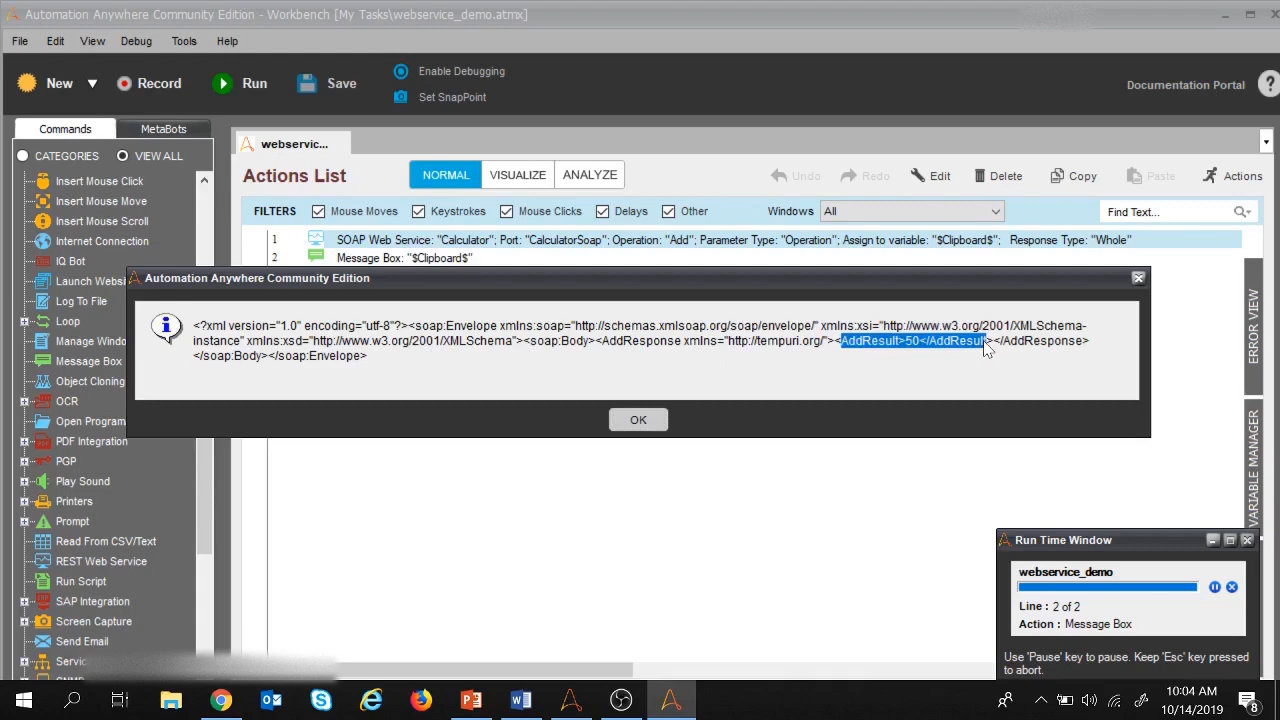 Automation Anywhere Community Edition - Workbench [My Tasks\webservice_demo.atmx]
File Edit View Debug Tools Help
New Record Run Save
Enable Debugging
Set SnapPoint
Documentation Portal
Commands MetaBots
CATEGORIES VIEW ALL
Insert Mouse Click
Insert Mouse Move
Insert Mouse Scroll
Internet Connection
IQ Bot
Launch Websi
Log To File
Loop
Manage Windo
Message Box
Object Cloning
OCR
Open Program
PDF Integration
PGP
Play Sound
Printers
Prompt
Read From CSV/Text
REST Web Service
Run Script
SAP Integration
Screen Capture
Send Email
Servic
webservic...
Actions List NORMAL VISUALIZE ANALYZE Undo Redo Edit Delete Copy Paste Actions
FILTERS Mouse Moves Keystrokes Mouse Clicks Delays Other Windows All Find Text...
1 SOAP Web Service: "Calculator"; Port: "CalculatorSoap"; Operation: "Add"; Parameter Type: "Operation"; Assign to variable: "$Clipboard$"; Response Type: "Whole"
2 Message Box: "$Clipboard$"
Automation Anywhere Community Edition
<?xml version="1.0" encoding="utf-8"?><soap:Envelope xmlns:soap="http://schemas.xmlsoap.org/soap/envelope/" xmlns:xsi="http://www.w3.org/2001/XMLSchema-
instance" xmlns:xsd="http://www.w3.org/2001/XMLSchema"><soap:Body><AddResponse xmlns="http://tempuri.org/"><AddResult>50</AddResult></AddResponse>
</soap:Body></soap:Envelope>
OK
ERROR VIEW
VARIABLE MANAGER
Run Time Window
webservice_demo
Line : 2 of 2
Action : Message Box
Use 'Pause' key to pause. Keep 'Esc' key pressed
to abort.
10:04 AM
10/14/2019
8